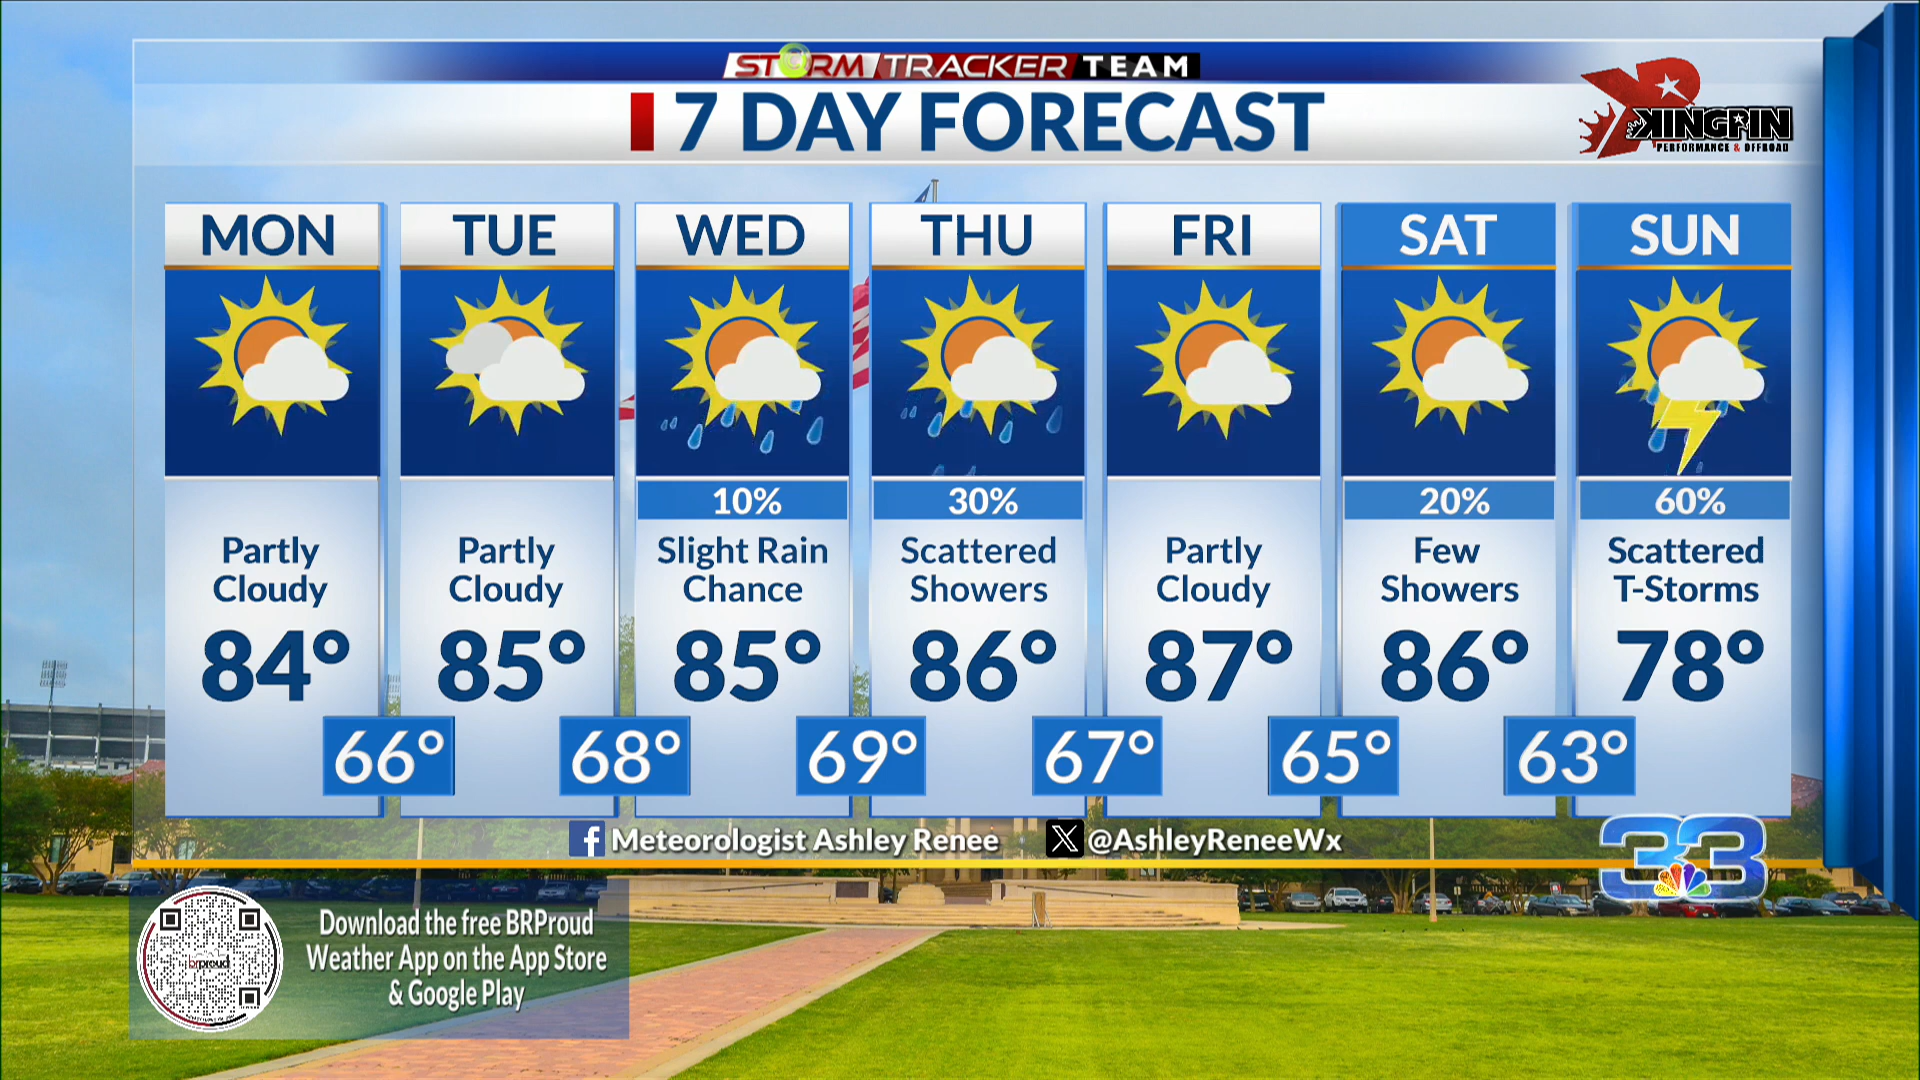 STORM TRACKER TEAM
7 DAY FORECAST
KINGPIN
PERFORMANCE & OFFROAD
MON TUE WED THU FRI SAT SUN
10% 30% 20% 60%
Partly Partly Slight Rain Scattered Partly Few Scattered
Cloudy Cloudy Chance Showers Cloudy Showers T-Storms
84° 85° 85° 86° 87° 86° 78°
66° 68° 69° 67° 65° 63°
f Meteorologist Ashley Renee X @AshleyReneeWx
33
brproud
Download the free BRProud
Weather App on the App Store
& Google Play